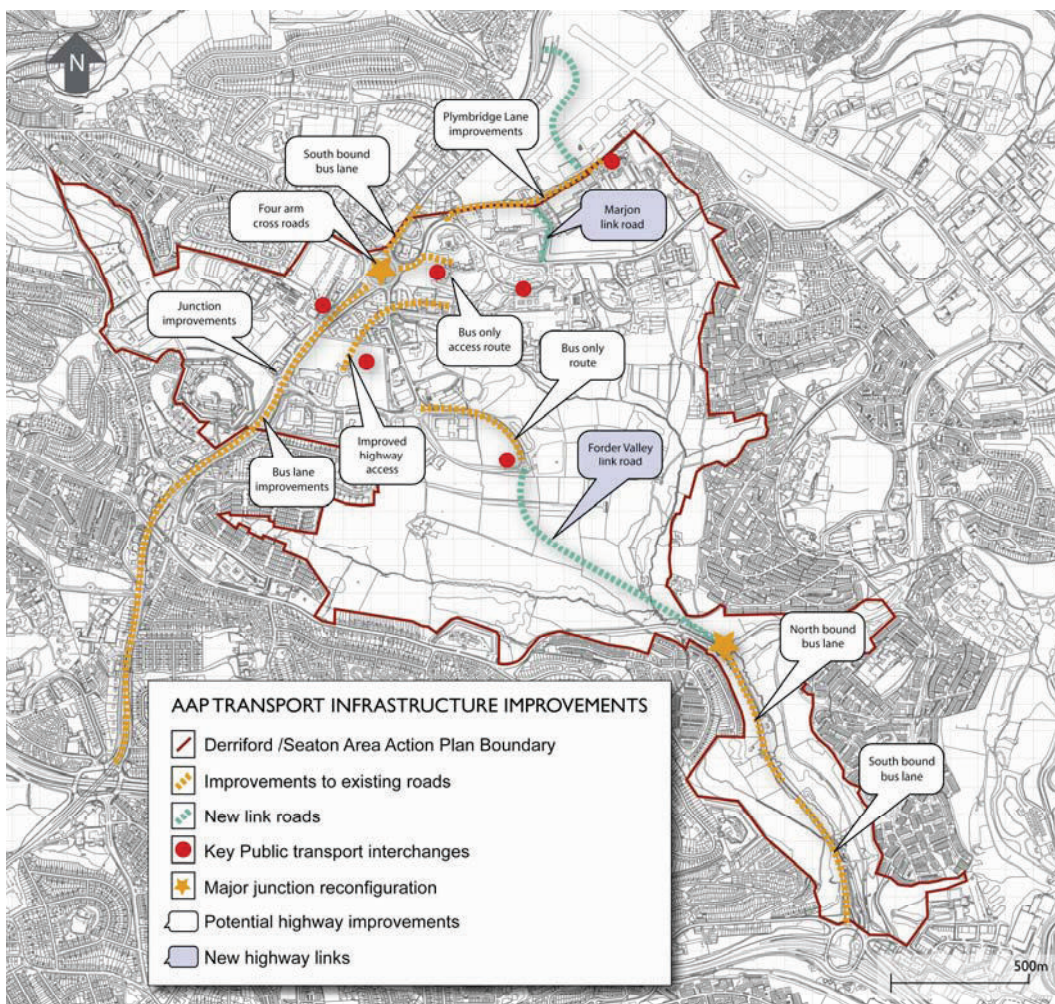 N
Plymbridge Lane
improvements
South bound
bus lane
Four arm
cross roads
Marjon
link road
Junction
improvements
Bus only
access route
Bus only
route
Improved
highway
access
Forder Valley
link road
Bus lane
improvements
North bound
bus lane
South bound
bus lane
AAP TRANSPORT INFRASTRUCTURE IMPROVEMENTS
Derriford /Seaton Area Action Plan Boundary
Improvements to existing roads
New link roads
Key Public transport interchanges
Major junction reconfiguration
Potential highway improvements
New highway links
500m